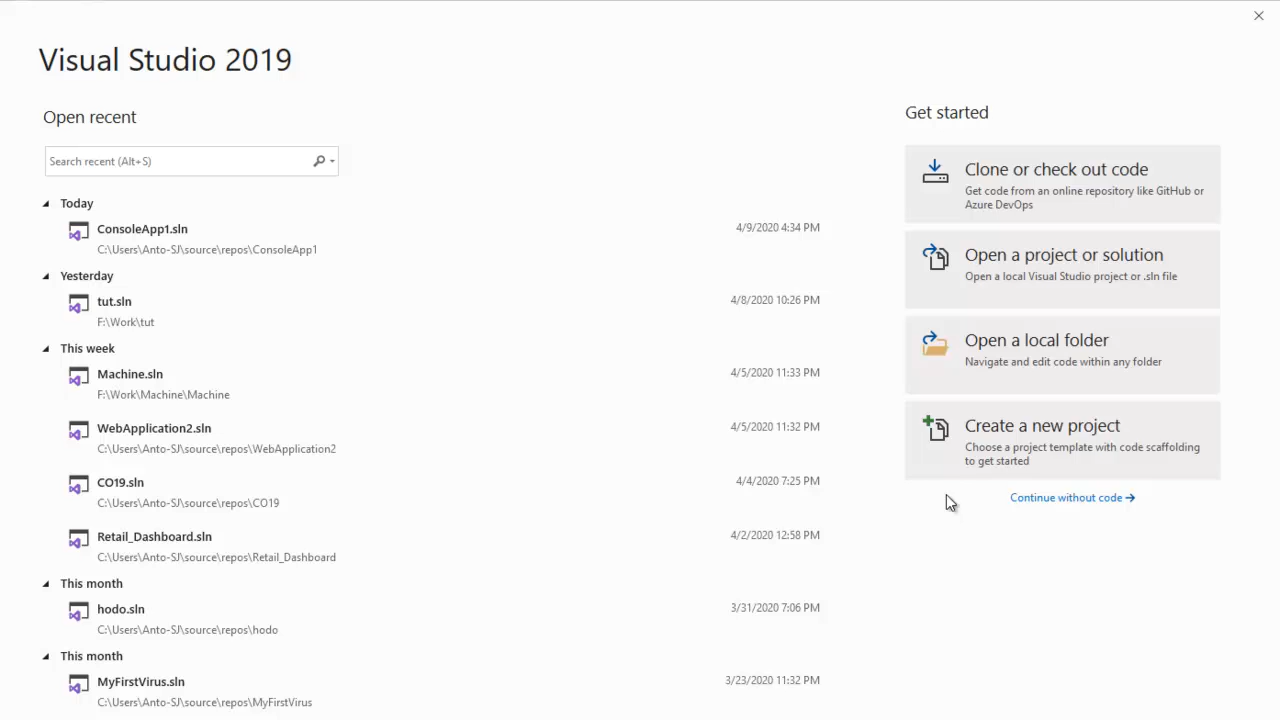 Visual Studio 2019
Open recent
Search recent (Alt+S)
Today
ConsoleApp1.sln
4/9/2020 4:34 PM
C:\Users\Anto-SJ\source\repos\ConsoleApp1
Yesterday
tut.sln
4/8/2020 10:26 PM
F:\Work\tut
This week
Machine.sln
4/5/2020 11:33 PM
F:\Work\Machine\Machine
WebApplication2.sln
4/5/2020 11:32 PM
C:\Users\Anto-SJ\source\repos\WebApplication2
CO19.sln
4/4/2020 7:25 PM
C:\Users\Anto-SJ\source\repos\CO19
Retail_Dashboard.sln
4/2/2020 12:58 PM
C:\Users\Anto-SJ\source\repos\Retail_Dashboard
This month
hodo.sln
3/31/2020 7:06 PM
C:\Users\Anto-SJ\source\repos\hodo
This month
MyFirstVirus.sln
3/23/2020 11:32 PM
C:\Users\Anto-SJ\source\repos\MyFirstVirus
Get started
Clone or check out code
Get code from an online repository like GitHub or
Azure DevOps
Open a project or solution
Open a local Visual Studio project or .sln file
Open a local folder
Navigate and edit code within any folder
Create a new project
Choose a project template with code scaffolding
to get started
Continue without code →